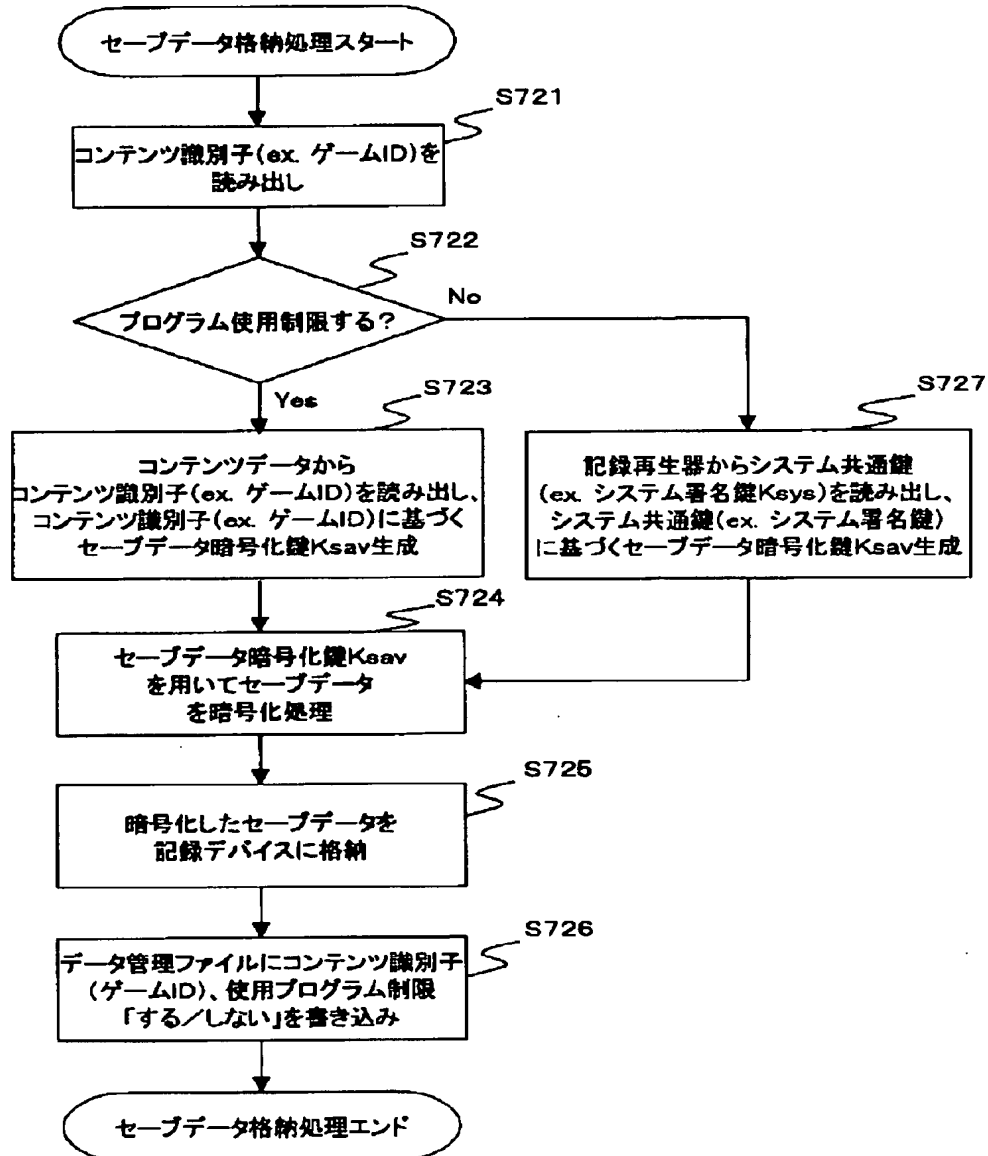 セーブデータ格納処理スタート
S721
コンテンツ識別子(ex. ゲームID)を
読み出し
S722
プログラム使用制限する?
No
Yes
S723
コンテンツデータから
コンテンツ識別子(ex. ゲームID)を読み出し、
コンテンツ識別子(ex. ゲームID)に基づく
セーブデータ暗号化鍵Ksav生成
S727
記録再生器からシステム共通鍵
(ex. システム署名鍵Ksys)を読み出し、
システム共通鍵(ex. システム署名鍵)
に基づくセーブデータ暗号化鍵Ksav生成
S724
セーブデータ暗号化鍵Ksav
を用いてセーブデータ
を暗号化処理
S725
暗号化したセーブデータを
記録デバイスに格納
S726
データ管理ファイルにコンテンツ識別子
(ゲームID)、使用プログラム制限
「する/しない」を書き込み
セーブデータ格納処理エンド